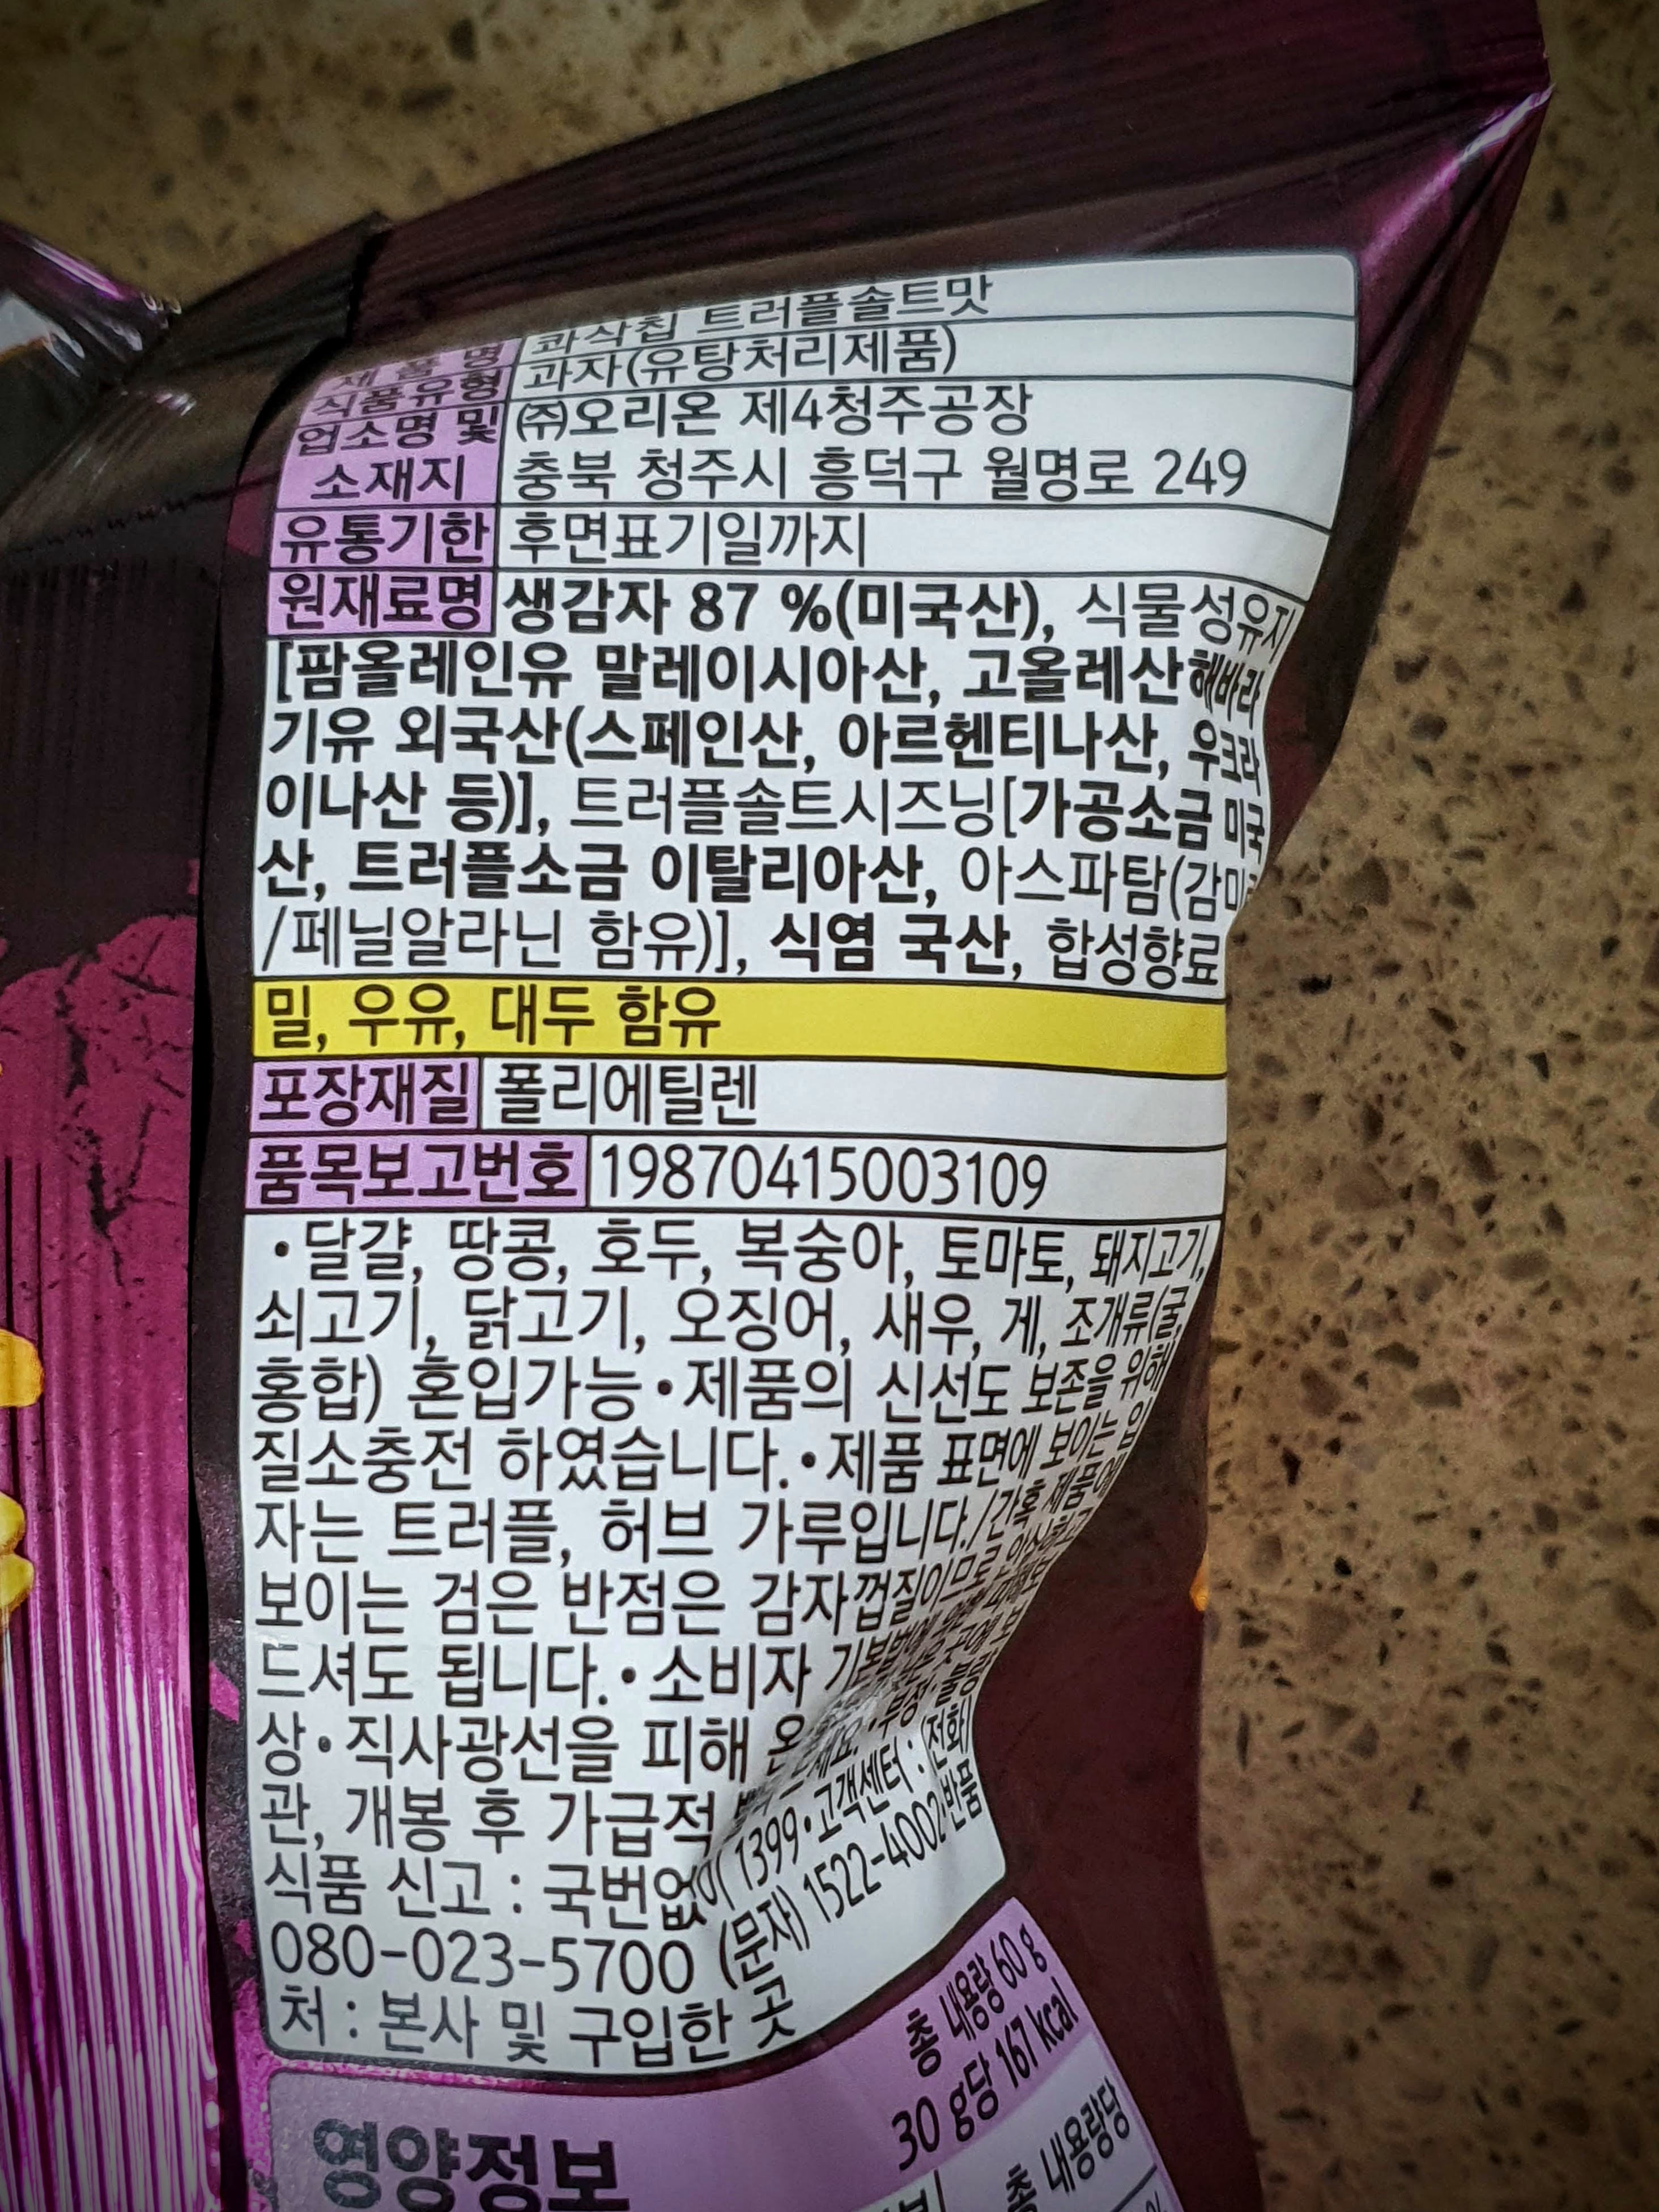 제품명 콰삭칩 트러플솔트맛
식품유형 과자(유탕처리제품)
업소명 및 ㈜오리온 제4청주공장
소재지 충북 청주시 흥덕구 월명로 249
유통기한 후면표기일까지
원재료명 생감자 87 %(미국산), 식물성유지
[팜올레인유 말레이시아산, 고올레산해바라
기유 외국산(스페인산, 아르헨티나산, 우크라
이나산 등)], 트러플솔트시즈닝[가공소금 미국
산, 트러플소금 이탈리아산, 아스파탐(감미료
/페닐알라닌 함유)], 식염 국산, 합성향료
밀, 우유, 대두 함유
포장재질 폴리에틸렌
품목보고번호 19870415003109
•달걀, 땅콩, 호두, 복숭아, 토마토, 돼지고기,
쇠고기, 닭고기, 오징어, 새우, 게, 조개류(굴,
홍합) 혼입가능•제품의 신선도 보존을 위해
질소충전 하였습니다.•제품 표면에 보이는 입
자는 트러플, 허브 가루입니다./간혹 제품에
보이는 검은 반점은 감자껍질이므로 안심하고
드셔도 됩니다.•소비자
상•직사광선을 피해
관, 개봉 후 가급적 •부정·불량
식품 신고 : 국번없이 1399•고객센터 : (전화)
080-023-5700 (문자) 1522-4002•반품
처 : 본사 및 구입한 곳
영양정보
총 내용량 60 g
30 g당 167 kcal
총 내용량당